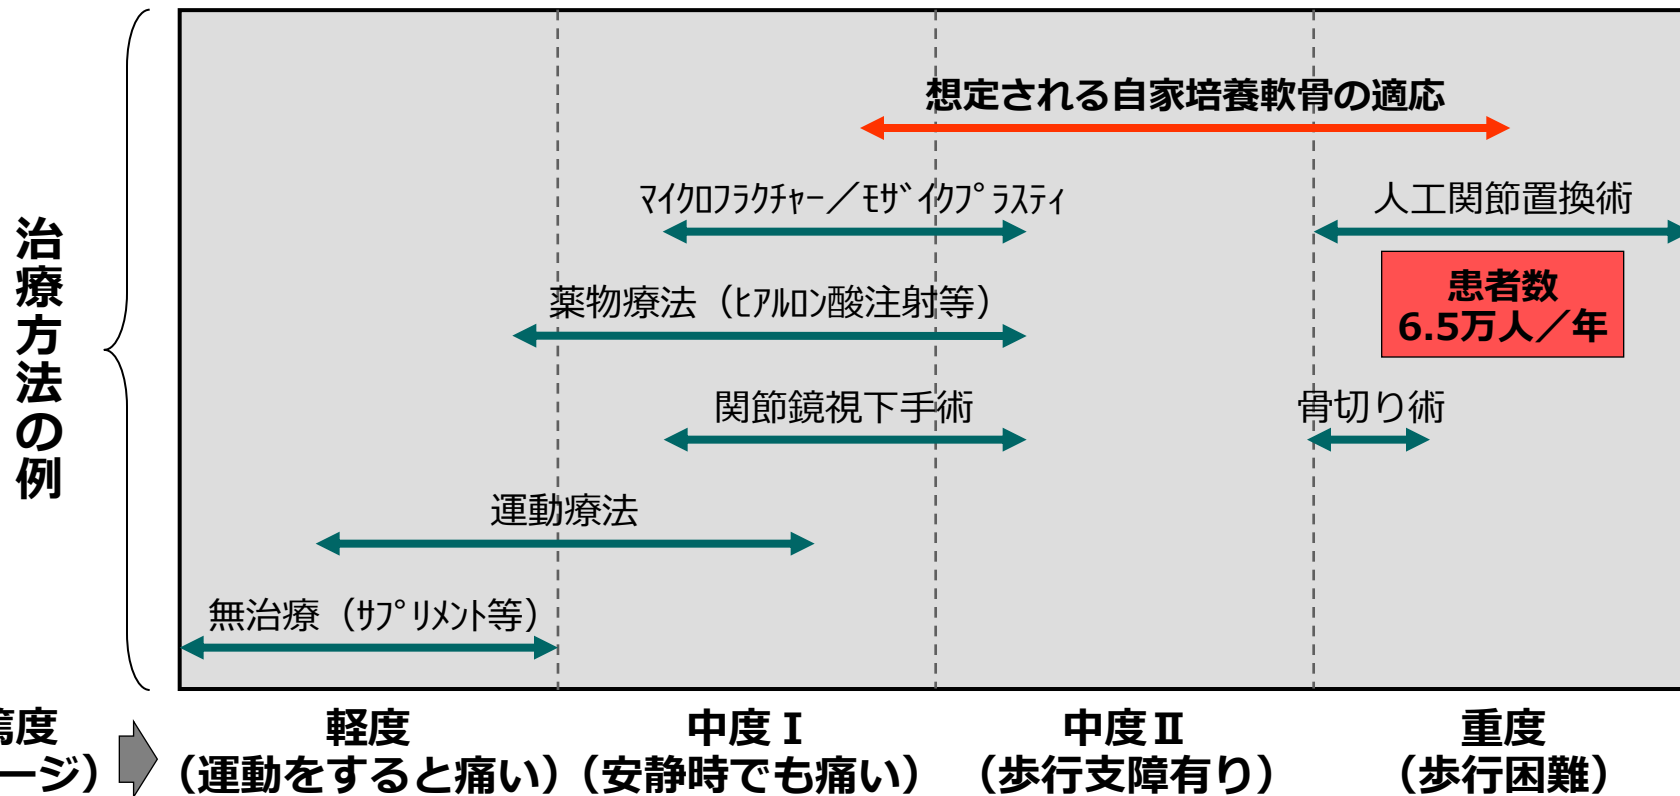 治療方法の例
想定される自家培養軟骨の適応
ﾏｲｸﾛﾌﾗｸﾁｬｰ／ﾓｻﾞｲｸﾌﾟﾗｽﾃｨ
人工関節置換術
患者数
6.5万人／年
薬物療法（ﾋｱﾙﾛﾝ酸注射等）
関節鏡視下手術
骨切り術
運動療法
無治療（ｻﾌﾟﾘﾒﾝﾄ等）
篤度
ージ）
軽度
（運動をすると痛い）
中度Ⅰ
（安静時でも痛い）
中度Ⅱ
（歩行支障有り）
重度
（歩行困難）